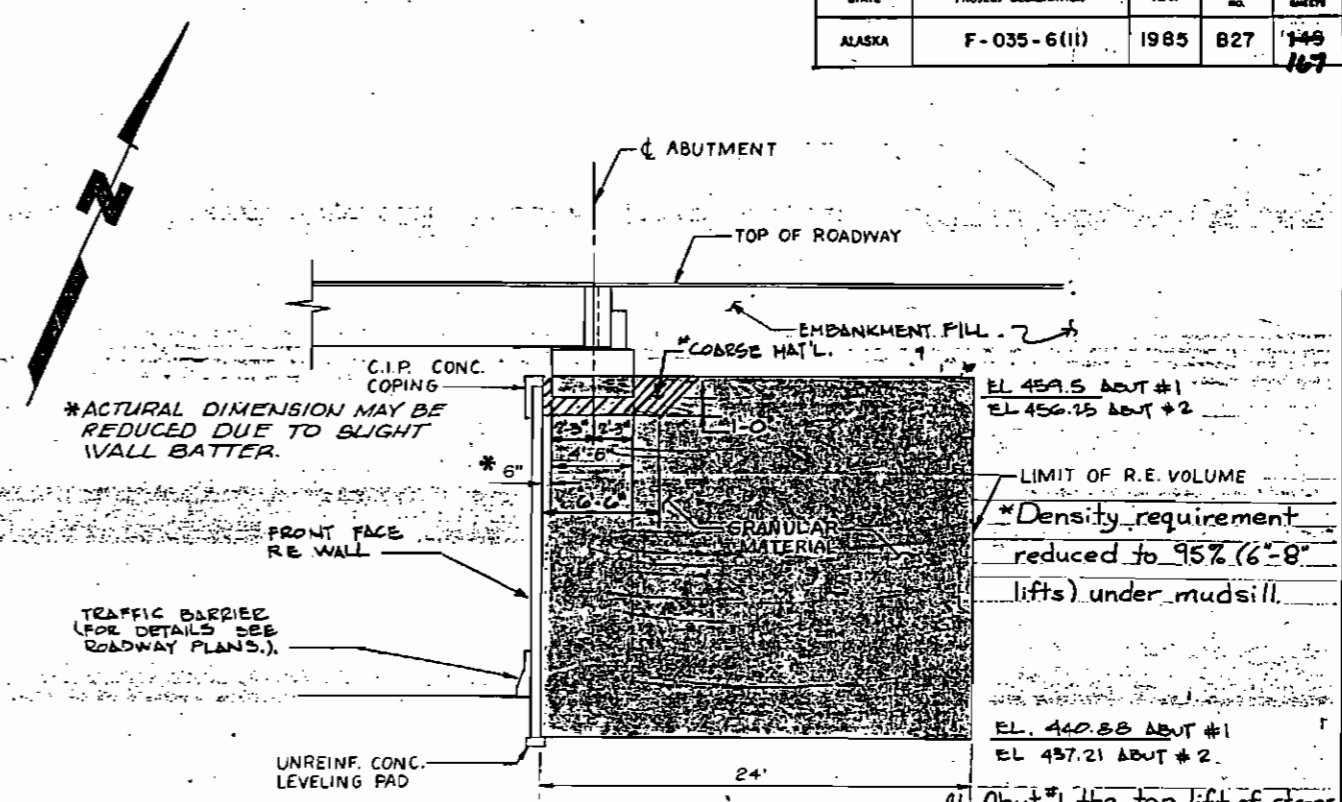 STATE PROJECT DESIGNATION NO. SHEETS
ALASKA F-035-6(11) 1985 B27 149
167
N
℄ ABUTMENT
TOP OF ROADWAY
EMBANKMENT FILL.
*COARSE MAT'L.
C.I.P. CONC.
COPING
*ACTURAL DIMENSION MAY BE
REDUCED DUE TO SLIGHT
WALL BATTER.
EL 459.5 ABUT #1
EL 456.25 ABUT #2
1'-0"
2'-3" 2'-3"
4'-6"
* 6"
6'-6"
LIMIT OF R.E. VOLUME
*Density requirement
reduced to 95% (6"-8"
lifts) under mudsill.
GRANULAR
MATERIAL
FRONT FACE
R.E. WALL
TRAFFIC BARRIER
(FOR DETAILS SEE
ROADWAY PLANS.).
EL. 440.88 ABUT #1
EL 437.21 ABUT #2.
UNREINF. CONC.
LEVELING PAD
24'
Abut #1 the top lift of